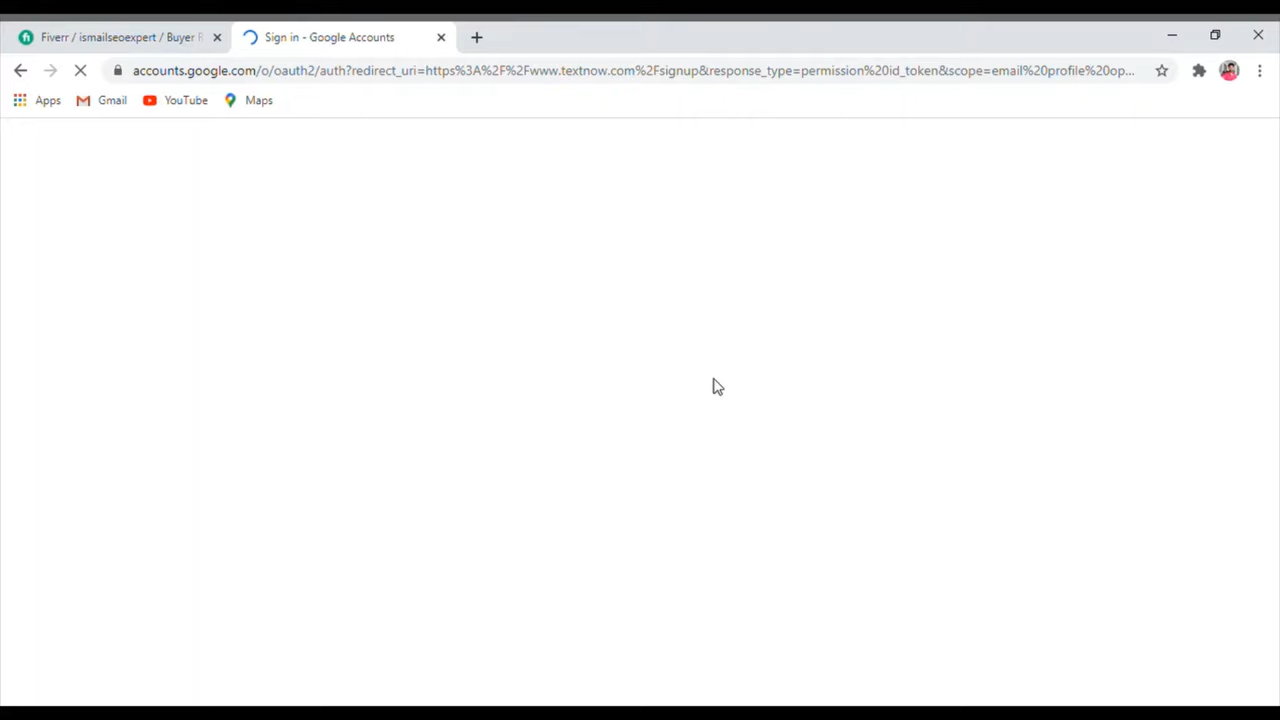 Fiverr / ismailseoexpert / Buyer R
Sign in - Google Accounts
accounts.google.com/o/oauth2/auth?redirect_uri=https%3A%2F%2Fwww.textnow.com%2Fsignup&response_type=permission%20id_token&scope=email%20profile%20op...
Apps Gmail YouTube Maps